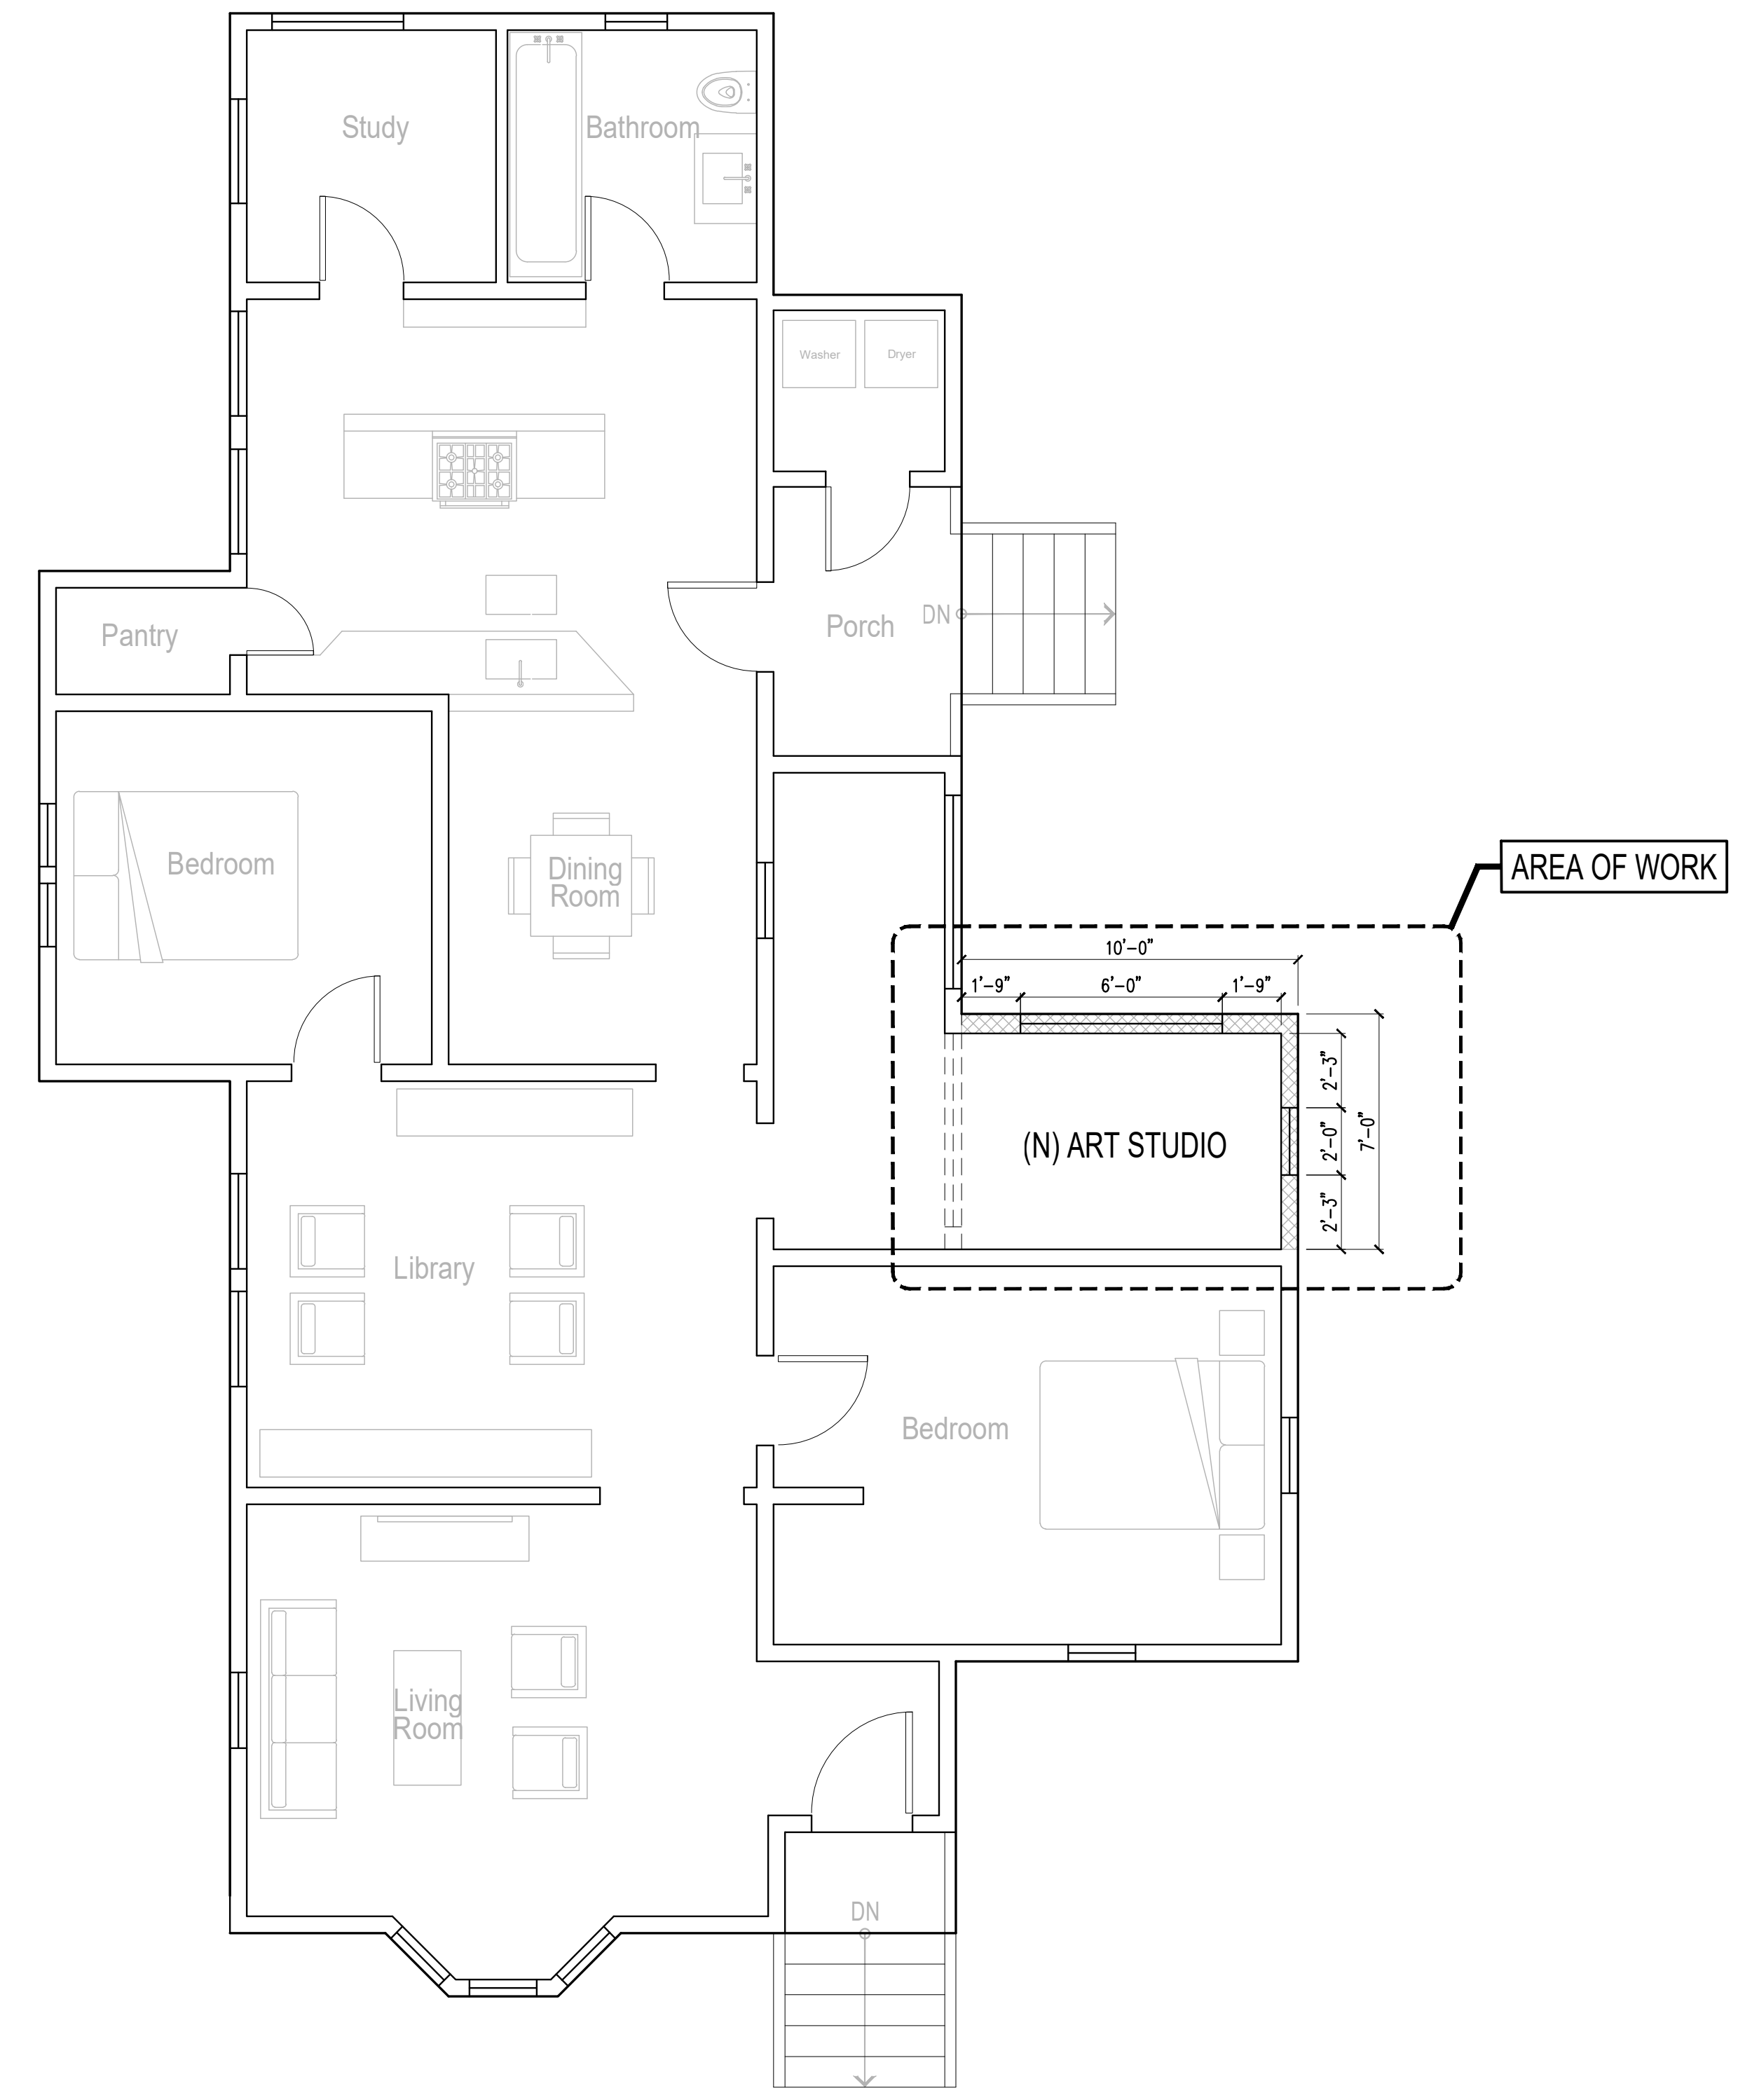 Study
Bathroom
Washer
Dryer
Porch
DN
Pantry
Bedroom
Dining
Room
AREA OF WORK
10'-0"
1'-9"
6'-0"
1'-9"
2'-3"
2'-0"
7'-0"
2'-3"
(N) ART STUDIO
Library
Bedroom
Living
Room
DN